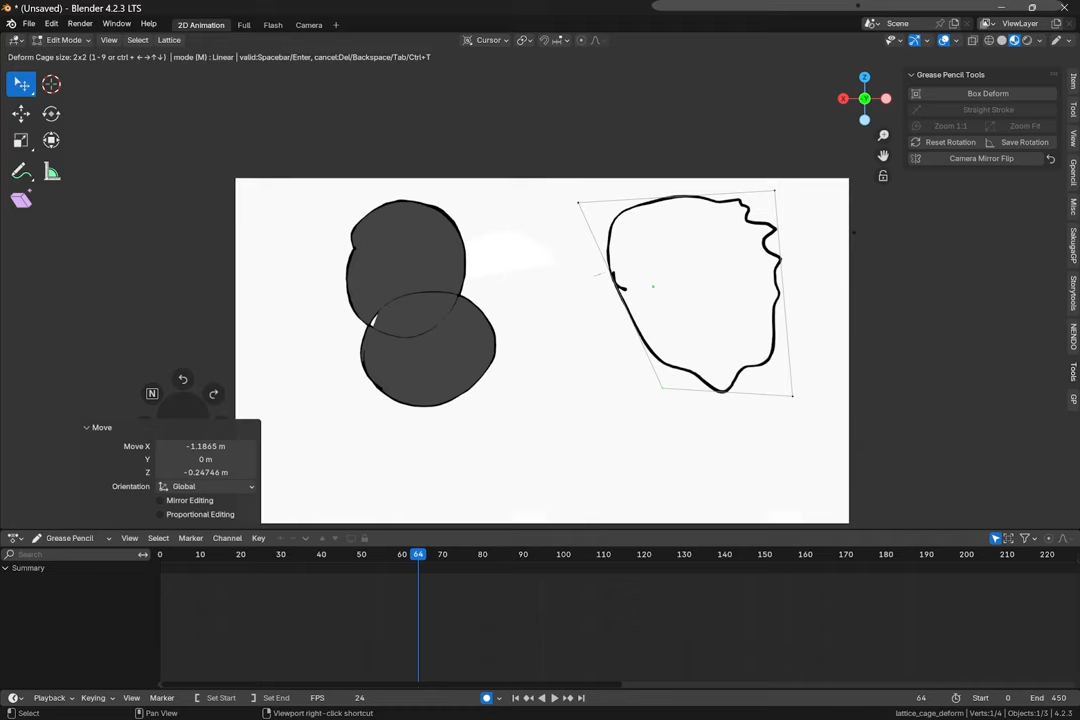 * (Unsaved) - Blender 4.2.3 LTS
File Edit Render Window Help 2D Animation Full Flash Camera + Scene ViewLayer
Edit Mode View Select Lattice Cursor
Deform Cage size: 2x2 (1-9 or ctrl + ←→↑↓) | mode (M) : Linear | valid:Spacebar/Enter, cancel:Del/Backspace/Tab/Ctrl+T
Grease Pencil Tools
Box Deform
Straight Stroke
Zoom 1:1 Zoom Fit
Reset Rotation Save Rotation
Camera Mirror Flip
Z
X
Y
Item
Tool
View
Gpencil
Misc
SakugaGP
Storytools
NENDO
Tools
GP
N
Move
Move X -1.1865 m
Y 0 m
Z -0.24746 m
Orientation Global
Mirror Editing
Proportional Editing
Grease Pencil View Select Marker Channel Key
Search 0 10 20 30 40 50 60 64 70 80 90 100 110 120 130 140 150 160 170 180 190 200 210 220
Summary
Playback Keying View Marker Set Start Set End FPS 24 64 Start 0 End 450
Select Pan View Viewport right-click shortcut lattice_cage_deform | Verts:1/4 | Objects:1/3 | 4.2.3